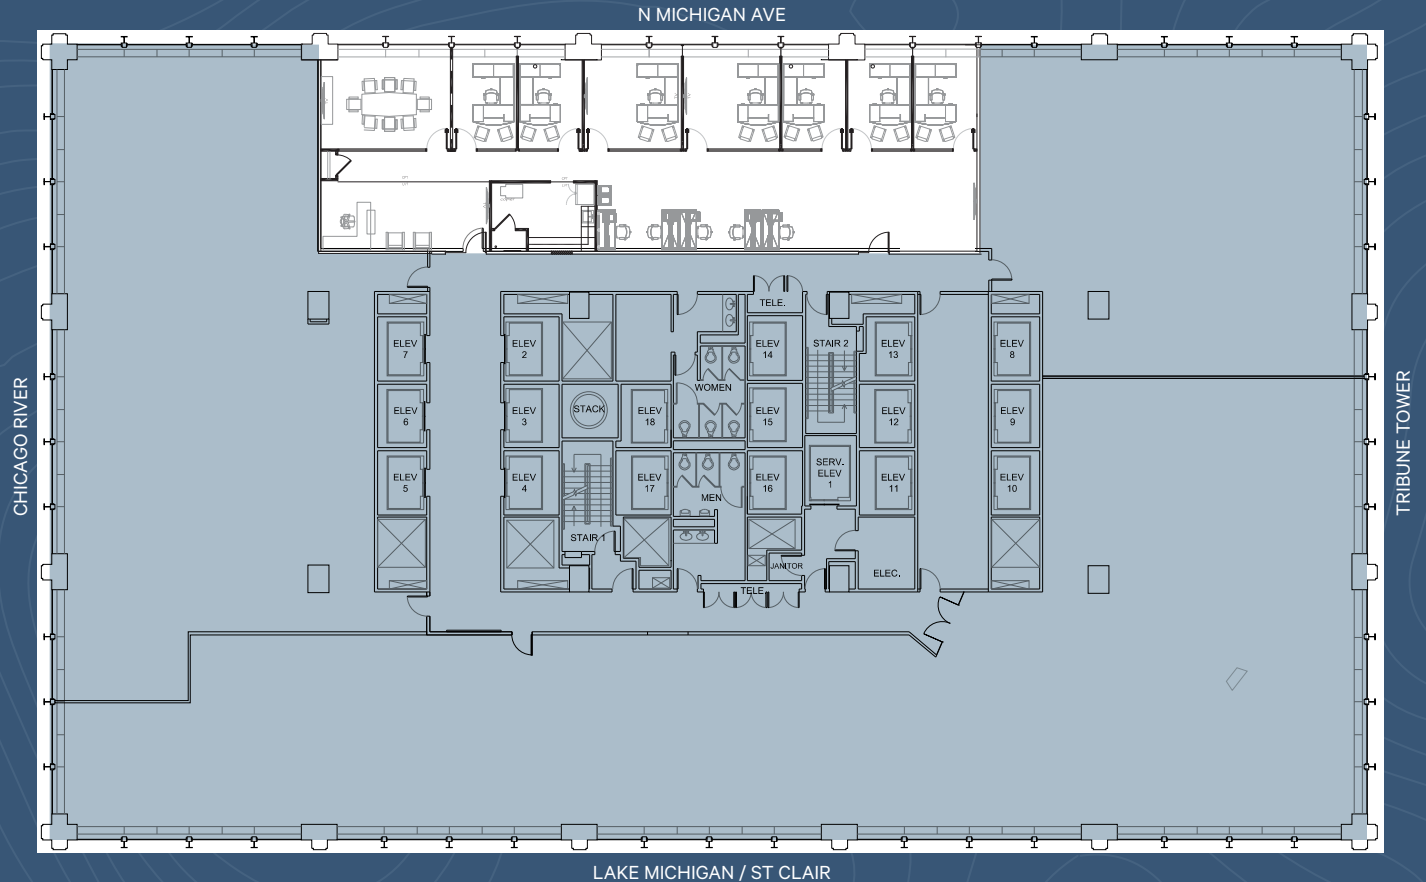 N MICHIGAN AVE
TELE.
ELEV
7
ELEV
2
ELEV
14
STAIR 2
ELEV
13
ELEV
8
WOMEN
ELEV
6
ELEV
3
STACK
ELEV
18
ELEV
15
ELEV
12
ELEV
9
CHICAGO RIVER
TRIBUNE TOWER
ELEV
5
ELEV
4
ELEV
17
MEN
ELEV
16
SERV.
ELEV
1
ELEV
11
ELEV
10
STAIR 1
JANITOR
ELEC.
TELE.
LAKE MICHIGAN / ST CLAIR